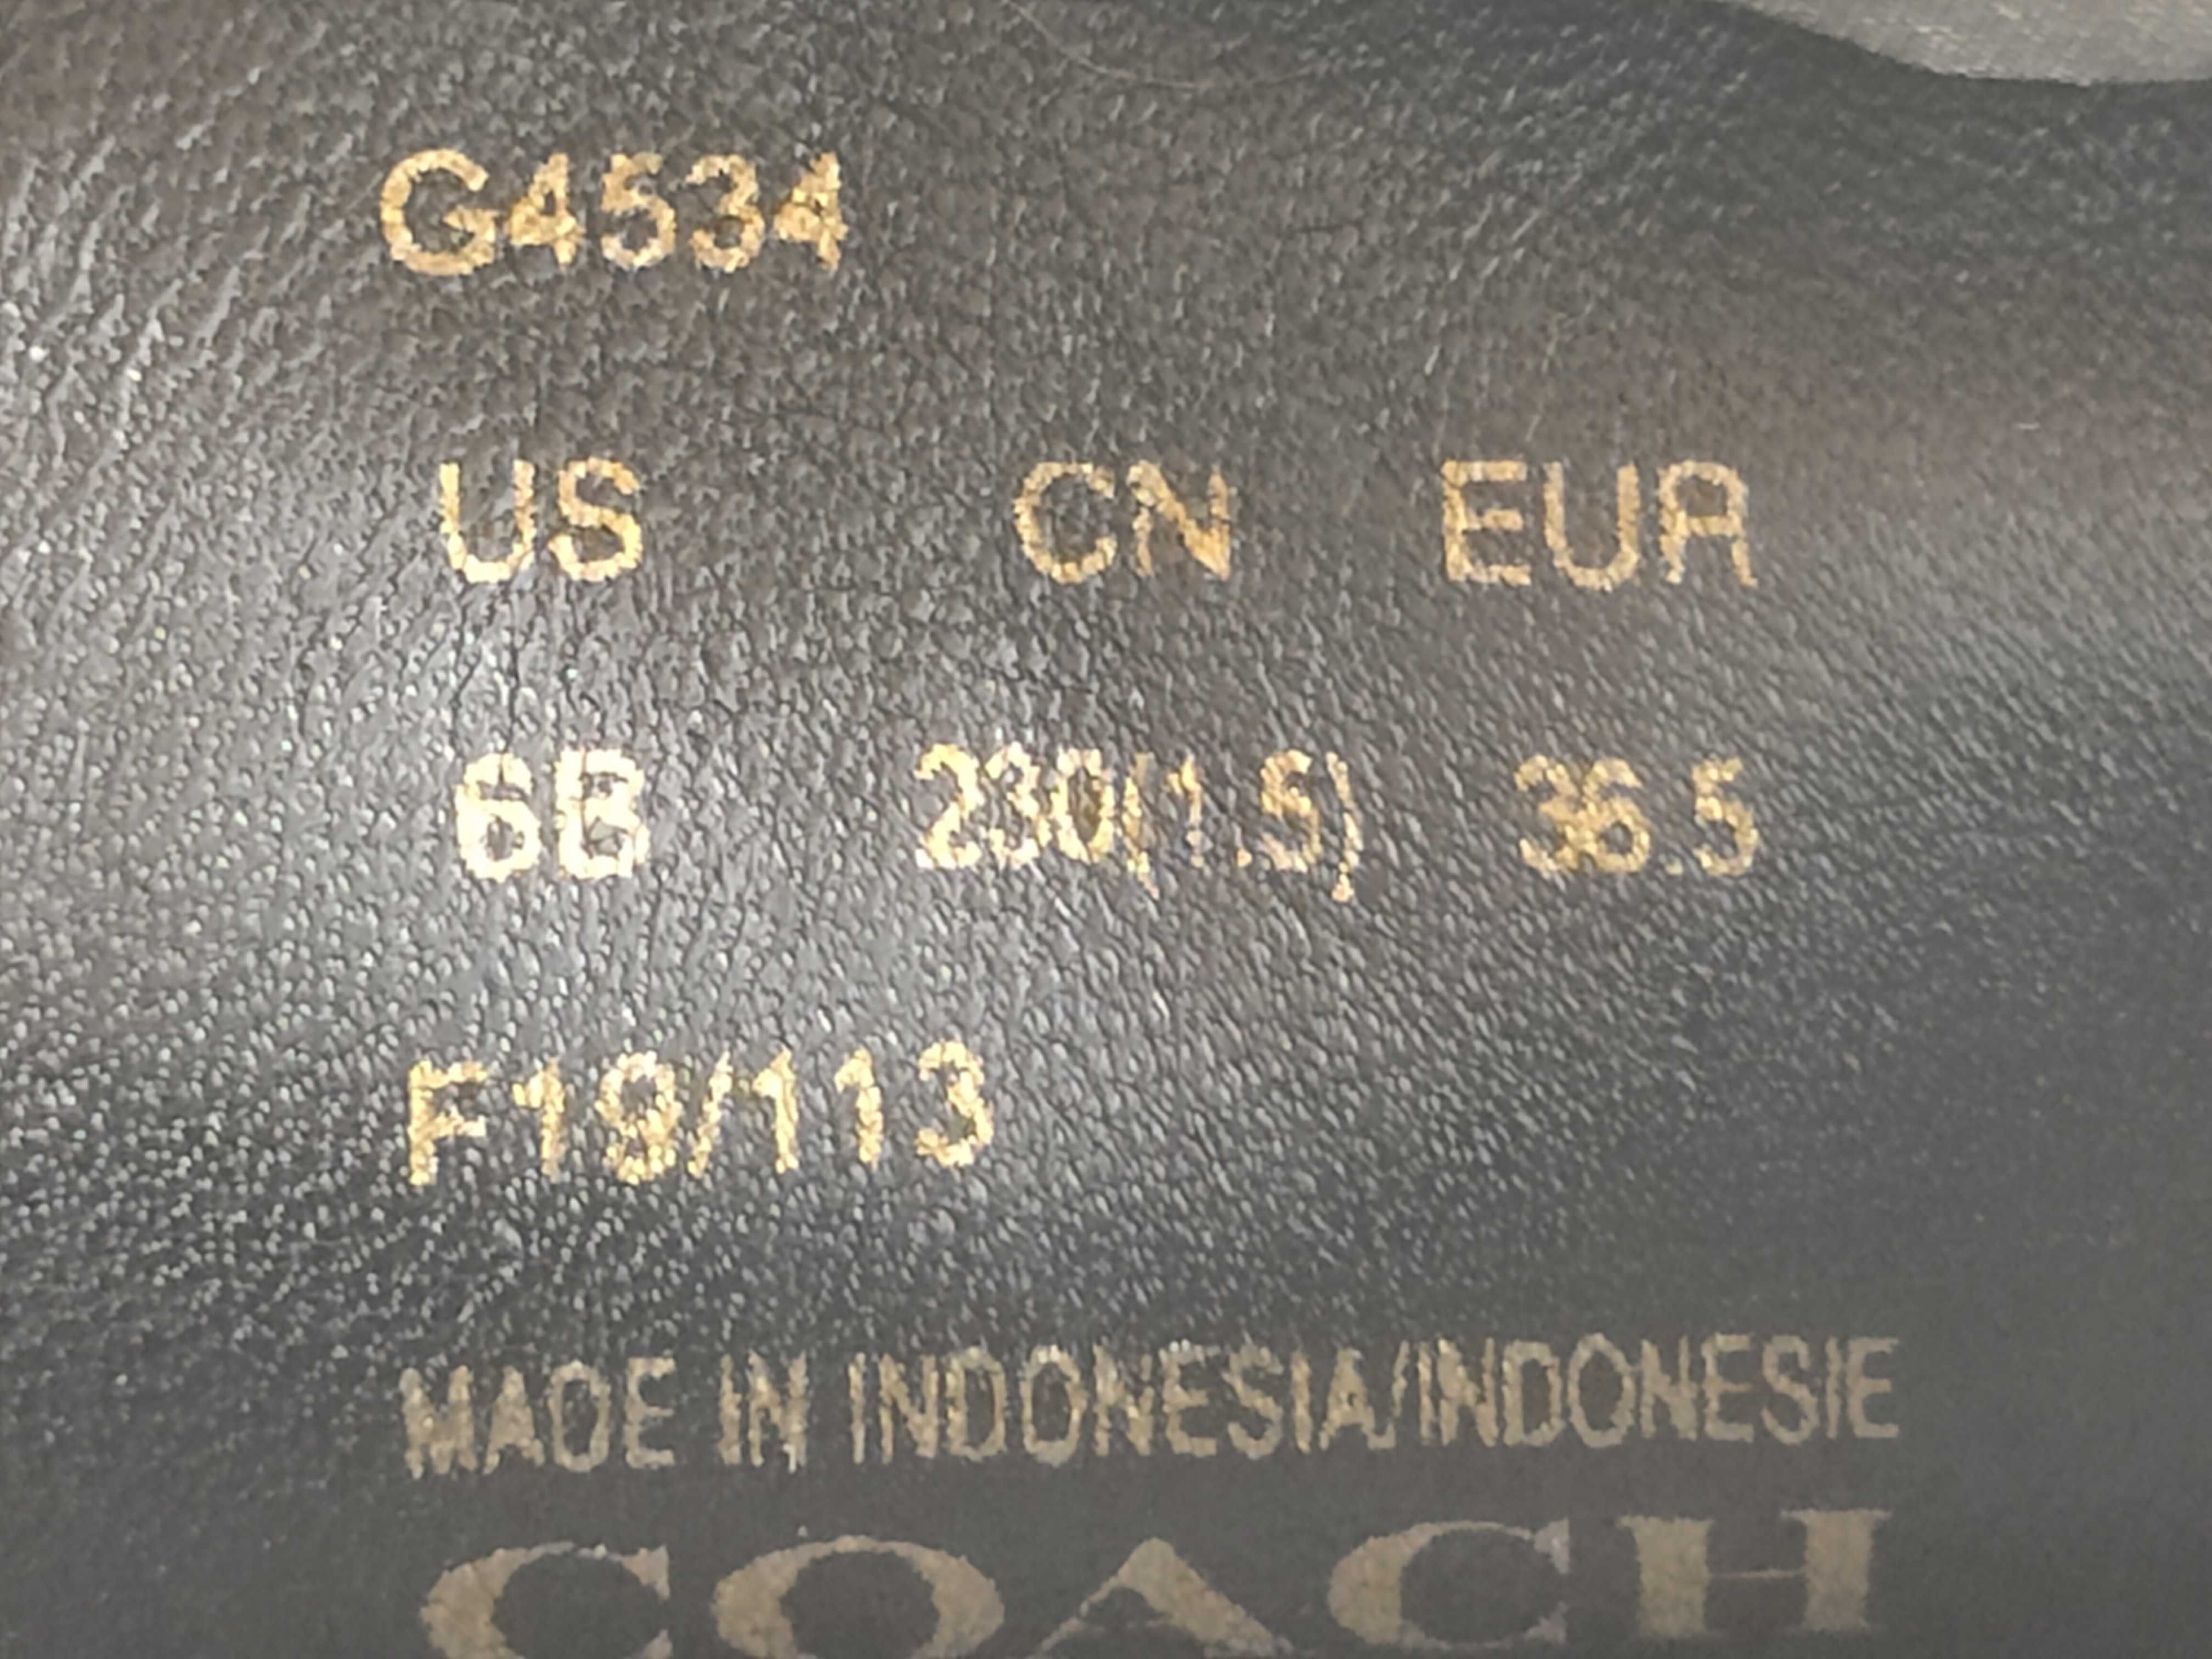 G4534
US CN EUR
6B 230(1.5) 36.5
F19/113
MADE IN INDONESIA/INDONESIE
COACH